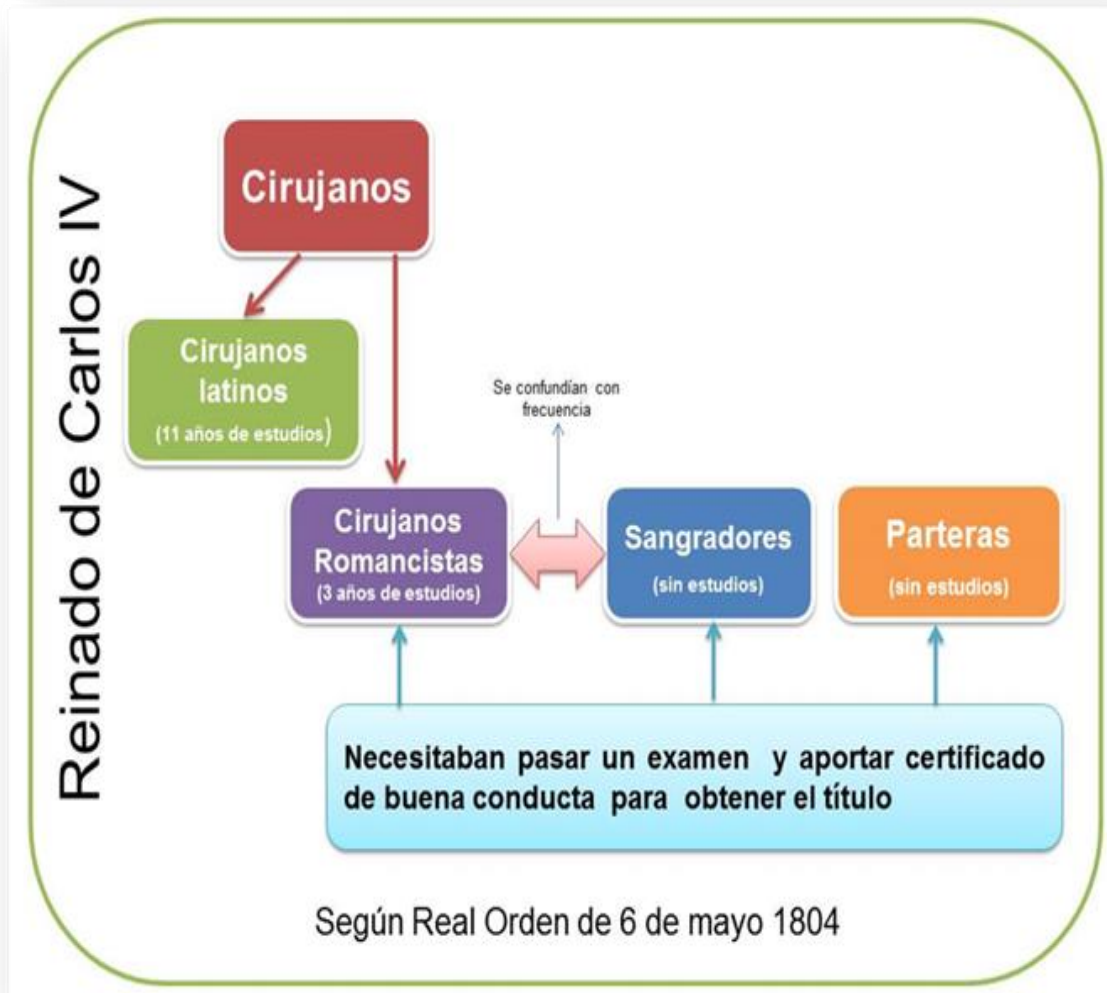 Reinado de Carlos IV
Cirujanos
Cirujanos
latinos
(11 años de estudios)
Se confundían con
frecuencia
Cirujanos
Romancistas
(3 años de estudios)
Sangradores
(sin estudios)
Parteras
(sin estudios)
Necesitaban pasar un examen y aportar certificado
de buena conducta para obtener el título
Según Real Orden de 6 de mayo 1804